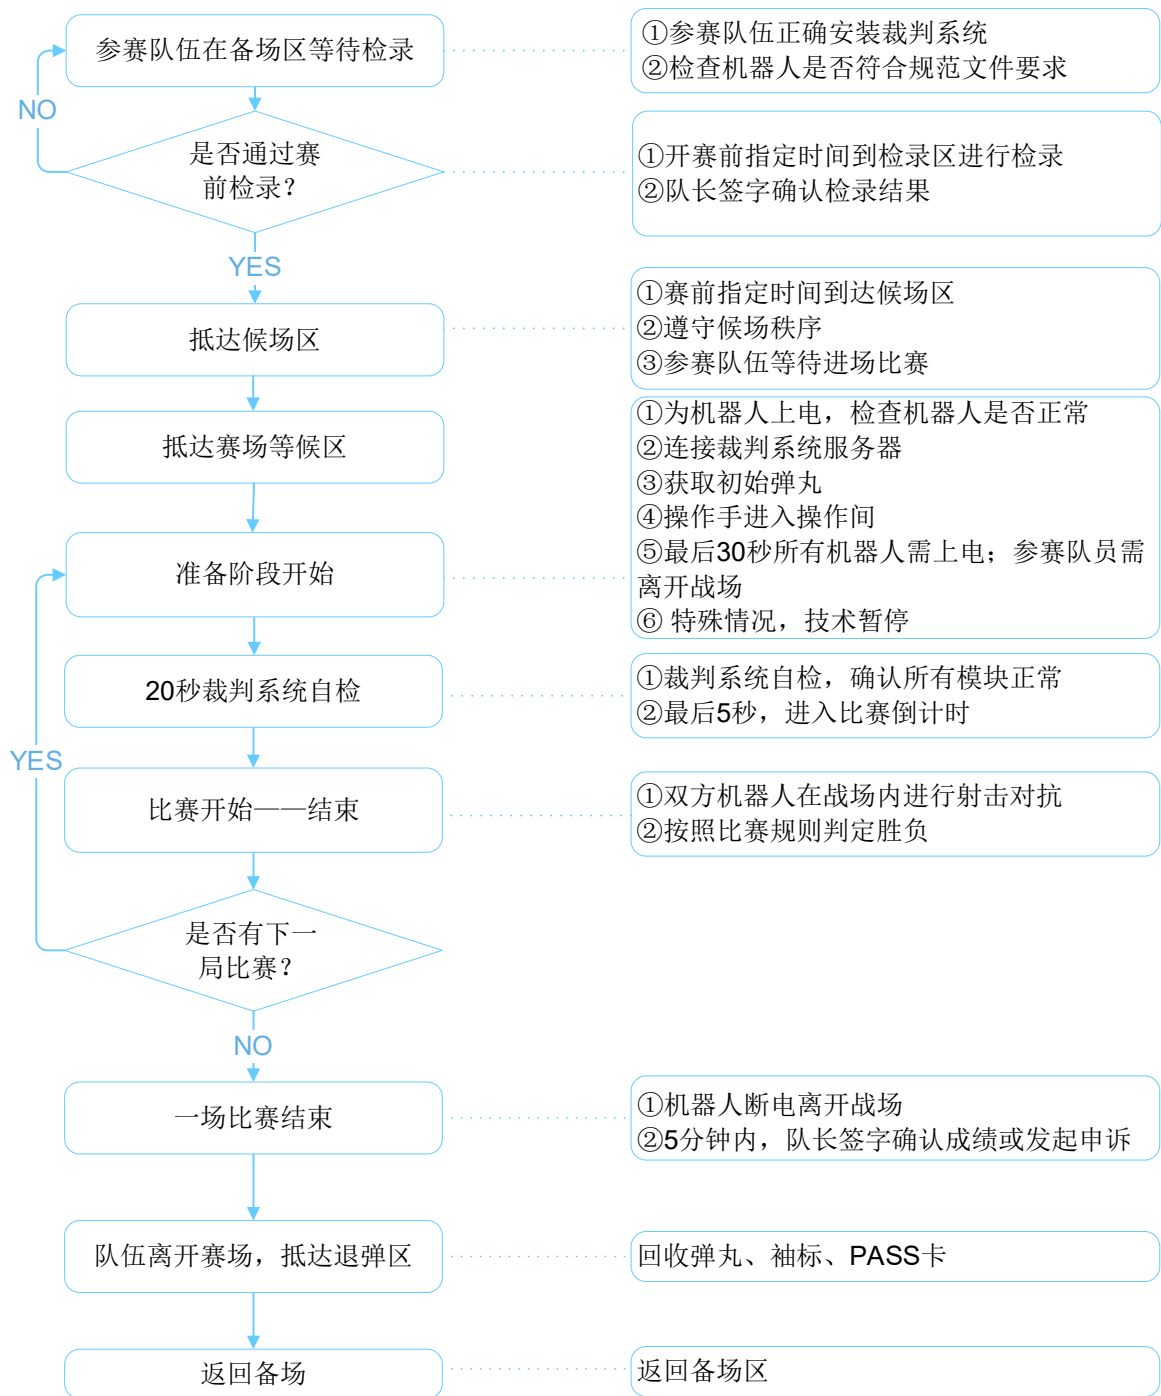 参赛队伍在备场区等待检录
①参赛队伍正确安装裁判系统
②检查机器人是否符合规范文件要求
NO
是否通过赛
前检录？
①开赛前指定时间到检录区进行检录
②队长签字确认检录结果
YES
抵达候场区
①赛前指定时间到达候场区
②遵守候场秩序
③参赛队伍等待进场比赛
抵达赛场等候区
准备阶段开始
①为机器人上电，检查机器人是否正常
②连接裁判系统服务器
③获取初始弹丸
④操作手进入操作间
⑤最后30秒所有机器人需上电；参赛队员需
离开战场
⑥ 特殊情况，技术暂停
20秒裁判系统自检
①裁判系统自检，确认所有模块正常
②最后5秒，进入比赛倒计时
YES
比赛开始——结束
①双方机器人在战场内进行射击对抗
②按照比赛规则判定胜负
是否有下一
局比赛？
NO
一场比赛结束
①机器人断电离开战场
②5分钟内，队长签字确认成绩或发起申诉
队伍离开赛场，抵达退弹区
回收弹丸、袖标、PASS卡
返回备场
返回备场区